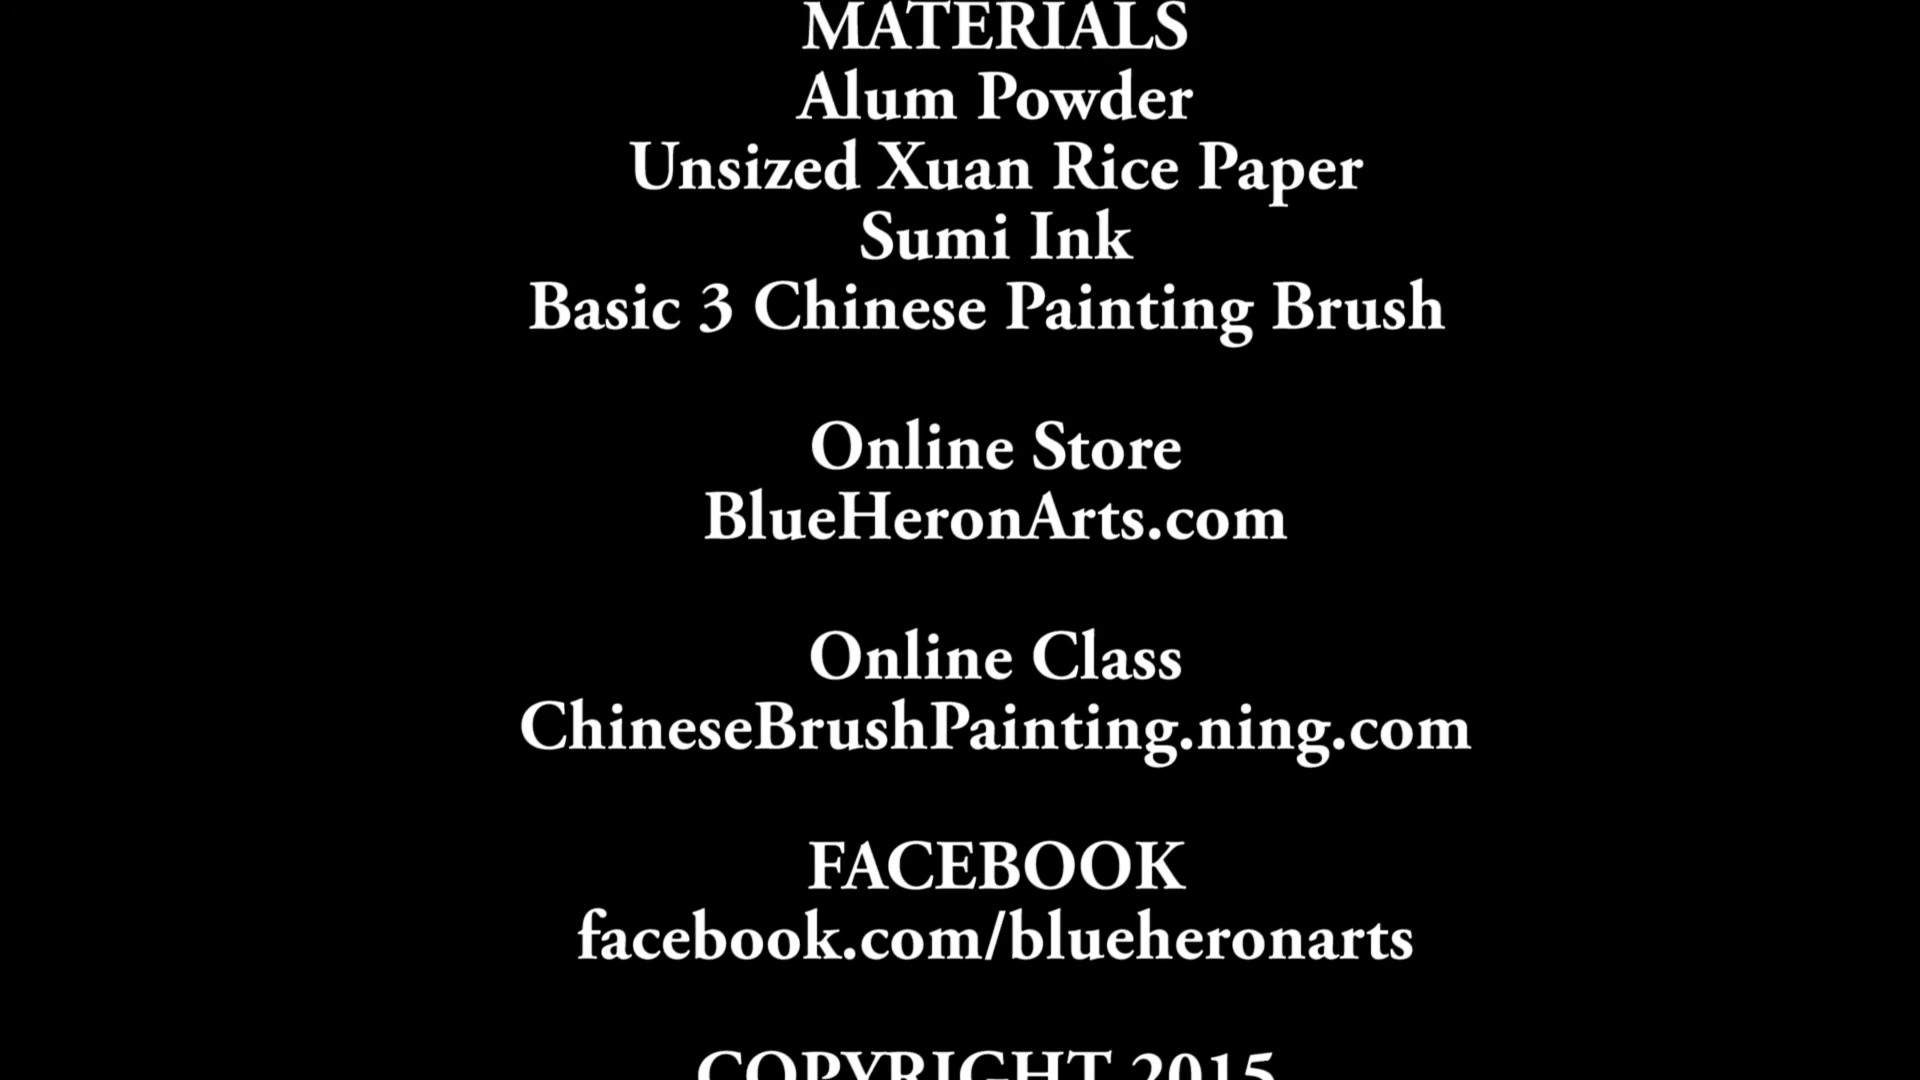 MATERIALS
Alum Powder
Unsized Xuan Rice Paper
Sumi Ink
Basic 3 Chinese Painting Brush
Online Store
BlueHeronArts.com
Online Class
ChineseBrushPainting.ning.com
FACEBOOK
facebook.com/blueheronarts
COPYRIGHT 2015